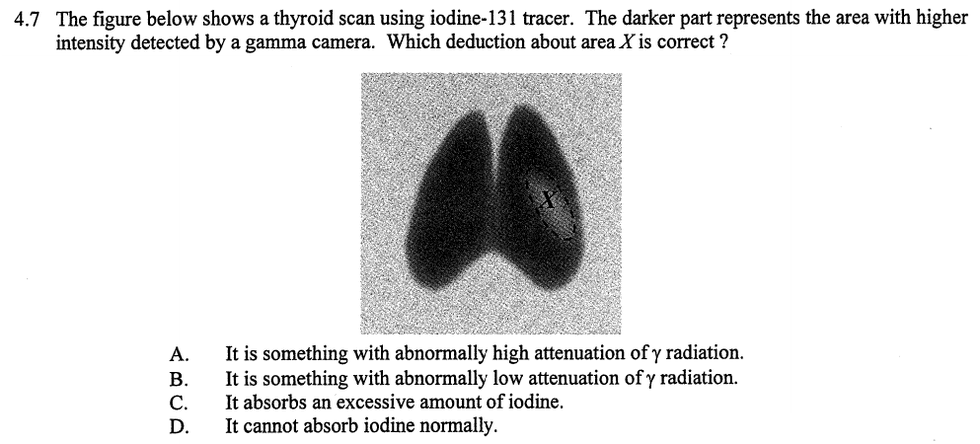 4.7 The figure below shows a thyroid scan using iodine-131 tracer. The darker part represents the area with higher
intensity detected by a gamma camera. Which deduction about area X is correct ?
X
A. It is something with abnormally high attenuation of γ radiation.
B. It is something with abnormally low attenuation of γ radiation.
C. It absorbs an excessive amount of iodine.
D. It cannot absorb iodine normally.